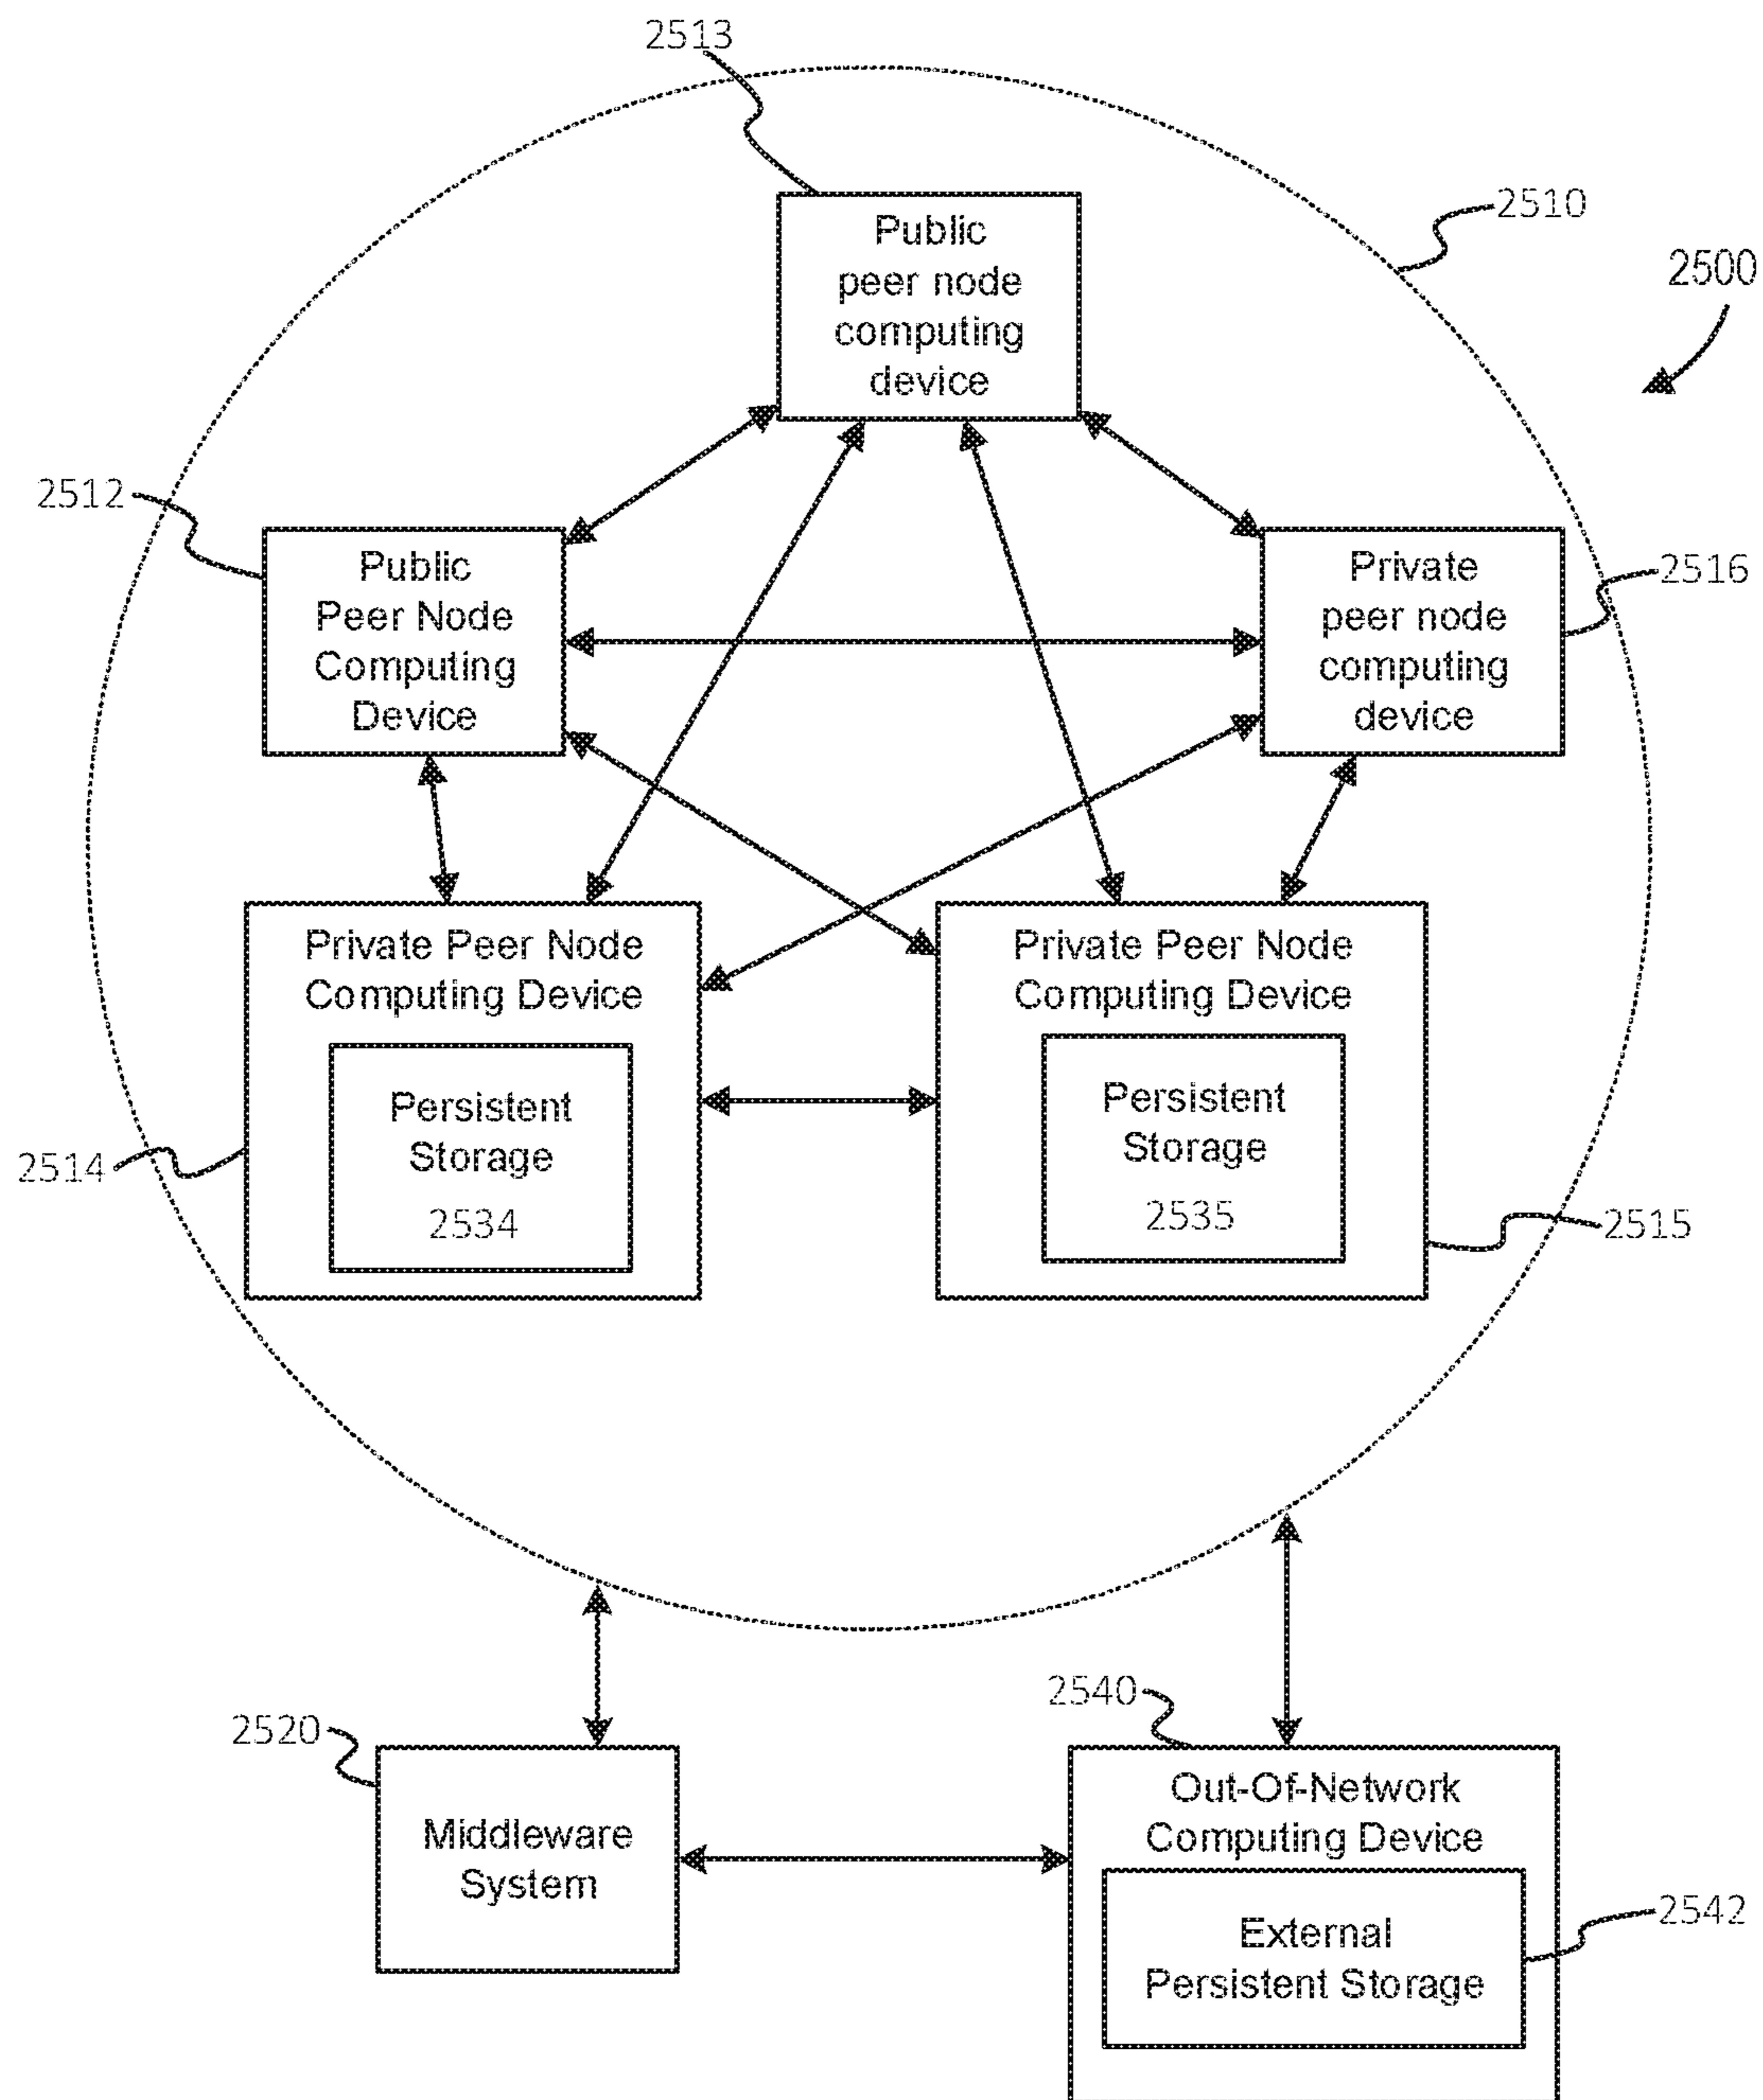 2513
2510
2500
Public
peer node
computing
device
2512
Public
Peer Node
Computing
Device
Private
peer node
computing
device
2516
Private Peer Node
Computing Device
Persistent
Storage
2534
2514
Private Peer Node
Computing Device
Persistent
Storage
2535
2515
2520
Middleware
System
2540
Out-Of-Network
Computing Device
External
Persistent Storage
2542